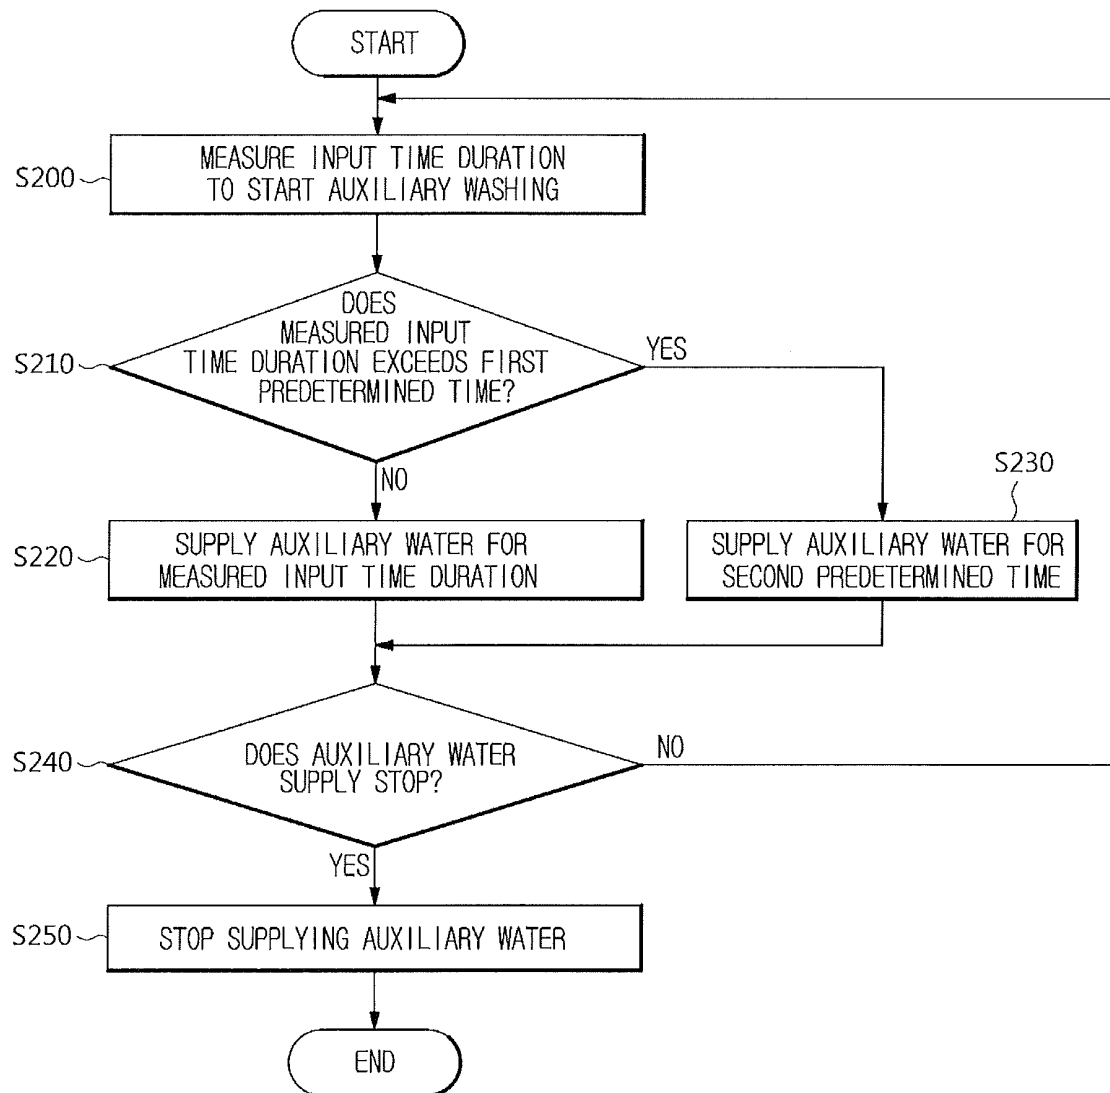 START
S200
MEASURE INPUT TIME DURATION
TO START AUXILIARY WASHING
S210
DOES
MEASURED INPUT
TIME DURATION EXCEEDS FIRST
PREDETERMINED TIME?
YES
NO
S230
S220
SUPPLY AUXILIARY WATER FOR
MEASURED INPUT TIME DURATION
SUPPLY AUXILIARY WATER FOR
SECOND PREDETERMINED TIME
S240
DOES AUXILIARY WATER
SUPPLY STOP?
NO
YES
S250
STOP SUPPLYING AUXILIARY WATER
END